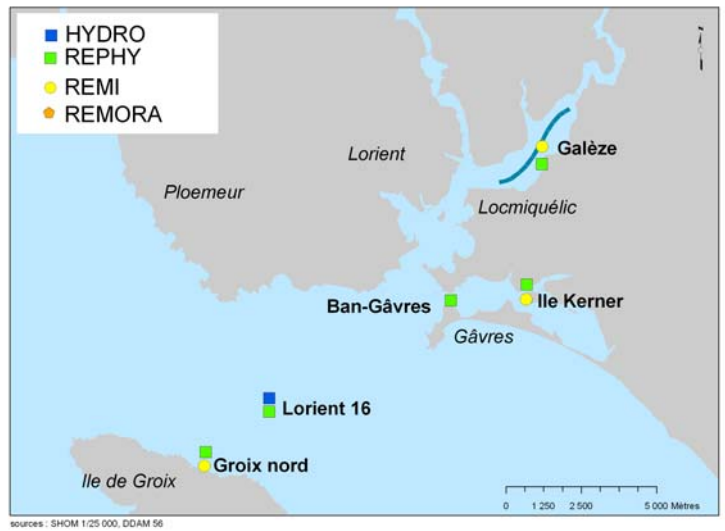 HYDRO
REPHY
REMI
REMORA
Lorient
Galèze
Ploemeur
Locmiquélic
Ban-Gâvres
Ile Kerner
Gâvres
Lorient 16
Groix nord
Ile de Groix
0 1 250 2 500 5 000 Mètres
sources : SHOM 1/25 000, DDAM 56